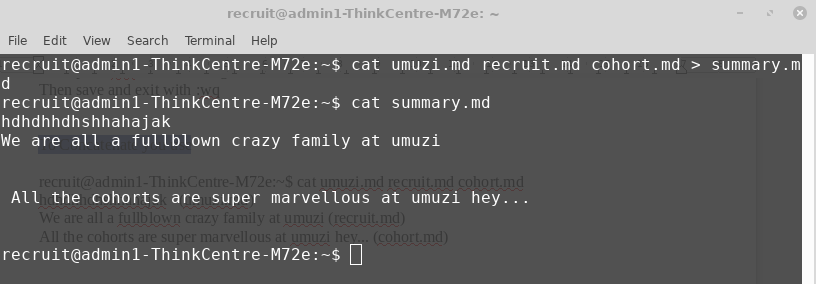 recruit@admin1-ThinkCentre-M72e: ~
File Edit View Search Terminal Help
recruit@admin1-ThinkCentre-M72e:~$ cat umuzi.md recruit.md cohort.md > summary.m
d
Then save and exit with :wq
recruit@admin1-ThinkCentre-M72e:~$ cat summary.md
hdhdhhdhshhahajak
We are all a fullblown crazy family at umuzi
recruit@admin1-ThinkCentre-M72e:~$ cat umuzi.md recruit.md cohort.md
All the cohorts are super marvellous at umuzi hey...
We are all a fullblown crazy family at umuzi (recruit.md)
All the cohorts are super marvellous at umuzi hey... (cohort.md)
recruit@admin1-ThinkCentre-M72e:~$